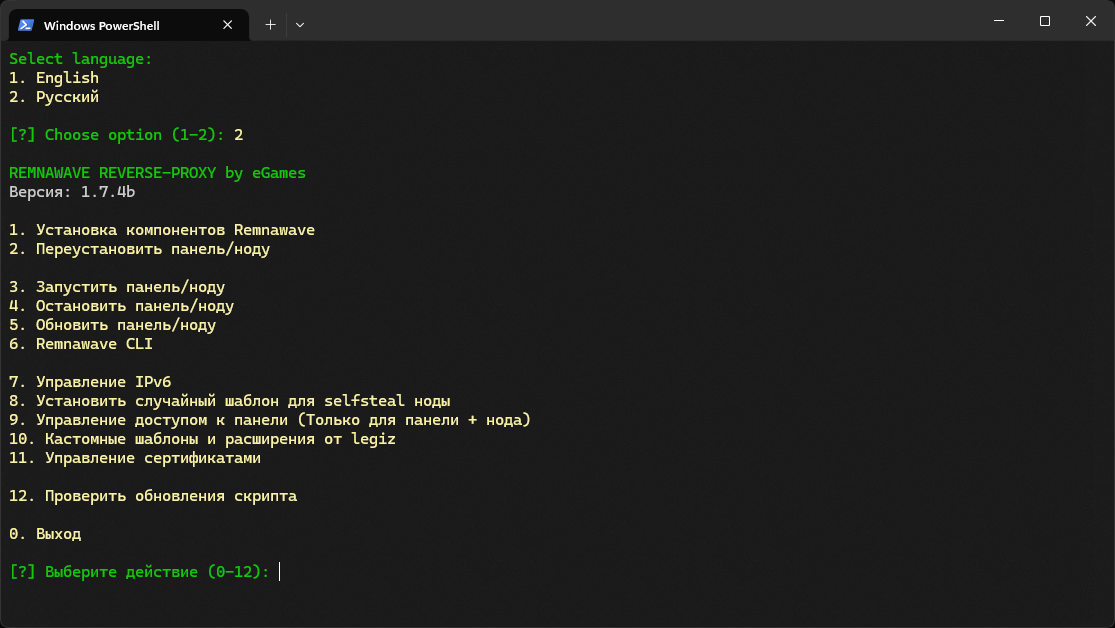 Windows PowerShell
Select language:
1. English
2. Русский
[?] Choose option (1-2): 2
REMNAWAVE REVERSE-PROXY by eGames
Версия: 1.7.4b
1. Установка компонентов Remnawave
2. Переустановить панель/ноду
3. Запустить панель/ноду
4. Остановить панель/ноду
5. Обновить панель/ноду
6. Remnawave CLI
7. Управление IPv6
8. Установить случайный шаблон для selfsteal ноды
9. Управление доступом к панели (Только для панели + нода)
10. Кастомные шаблоны и расширения от legiz
11. Управление сертификатами
12. Проверить обновления скрипта
0. Выход
[?] Выберите действие (0-12):